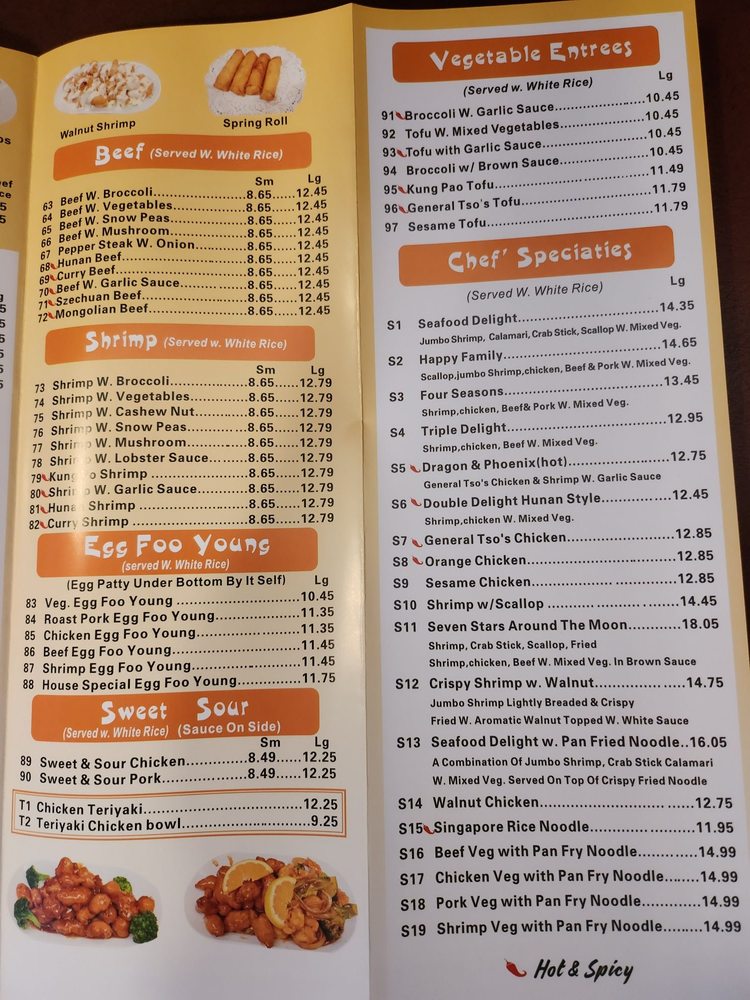 Walnut Shrimp
Spring Roll
Beef (Served W. White Rice)
Sm Lg
63 Beef W. Broccoli..................8.65......12.45
64 Beef W. Vegetables..................8.65......12.45
65 Beef W. Snow Peas..................8.65......12.45
66 Beef W. Mushroom..................8.65......12.45
67 Pepper Steak W. Onion............8.65......12.45
68 Hunan Beef..................8.65......12.45
69 Curry Beef..................8.65......12.45
70 Beef W. Garlic Sauce..............8.65......12.45
71 Szechuan Beef..................8.65......12.45
72 Mongolian Beef..................8.65......12.45
Shrimp (Served w. White Rice)
Sm Lg
73 Shrimp W. Broccoli..................8.65......12.79
74 Shrimp W. Vegetables..............8.65......12.79
75 Shrimp W. Cashew Nut............8.65......12.79
76 Shrimp W. Snow Peas..............8.65......12.79
77 Shrimp W. Mushroom..............8.65......12.79
78 Shrimp W. Lobster Sauce.........8.65......12.79
79 Kung Po Shrimp ..................8.65......12.79
80 Shrimp W. Garlic Sauce...........8.65......12.79
81 Hunan Shrimp ..................8.65......12.79
82 Curry Shrimp ..................8.65......12.79
Egg Foo Young
(served W. White Rice)
(Egg Patty Under Bottom By It Self) Lg
83 Veg. Egg Foo Young ..................10.45
84 Roast Pork Egg Foo Young..................11.35
85 Chicken Egg Foo Young..................11.35
86 Beef Egg Foo Young..................11.45
87 Shrimp Egg Foo Young..................11.45
88 House Special Egg Foo Young..............11.75
Sweet Sour
(Served w. White Rice) (Sauce On Side)
Sm Lg
89 Sweet & Sour Chicken............8.49......12.25
90 Sweet & Sour Pork..................8.49......12.25
T1 Chicken Teriyaki..................12.25
T2 Teriyaki Chicken bowl..................9.25
Vegetable Entrees
(Served w. White Rice) Lg
91 Broccoli W. Garlic Sauce..................10.45
92 Tofu W. Mixed Vegetables..................10.45
93 Tofu with Garlic Sauce..................10.45
94 Broccoli w/ Brown Sauce..................10.45
95 Kung Pao Tofu..................11.49
96 General Tso's Tofu..................11.79
97 Sesame Tofu..................11.79
Chef' Speciaties
(Served W. White Rice) Lg
S1 Seafood Delight..................14.35
Jumbo Shrimp, Calamari, Crab Stick, Scallop W. Mixed Veg.
S2 Happy Family..................14.65
Scallop,jumbo Shrimp,chicken, Beef & Pork W. Mixed Veg.
S3 Four Seasons..................13.45
Shrimp,chicken, Beef& Pork W. Mixed Veg.
S4 Triple Delight..................12.95
Shrimp,chicken, Beef W. Mixed Veg.
S5 Dragon & Phoenix(hot)..................12.75
General Tso's Chicken & Shrimp W. Garlic Sauce
S6 Double Delight Hunan Style..................12.45
Shrimp,chicken W. Mixed Veg.
S7 General Tso's Chicken..................12.85
S8 Orange Chicken..................12.85
S9 Sesame Chicken..................12.85
S10 Shrimp w/Scallop ..................14.45
S11 Seven Stars Around The Moon............18.05
Shrimp, Crab Stick, Scallop, Fried
Shrimp,chicken, Beef W. Mixed Veg. In Brown Sauce
S12 Crispy Shrimp w. Walnut..................14.75
Jumbo Shrimp Lightly Breaded & Crispy
Fried W. Aromatic Walnut Topped W. White Sauce
S13 Seafood Delight w. Pan Fried Noodle..16.05
A Combination Of Jumbo Shrimp, Crab Stick Calamari
W. Mixed Veg. Served On Top Of Crispy Fried Noodle
S14 Walnut Chicken..................12.75
S15 Singapore Rice Noodle..................11.95
S16 Beef Veg with Pan Fry Noodle............14.99
S17 Chicken Veg with Pan Fry Noodle........14.99
S18 Pork Veg with Pan Fry Noodle............14.99
S19 Shrimp Veg with Pan Fry Noodle.........14.99
Hot & Spicy